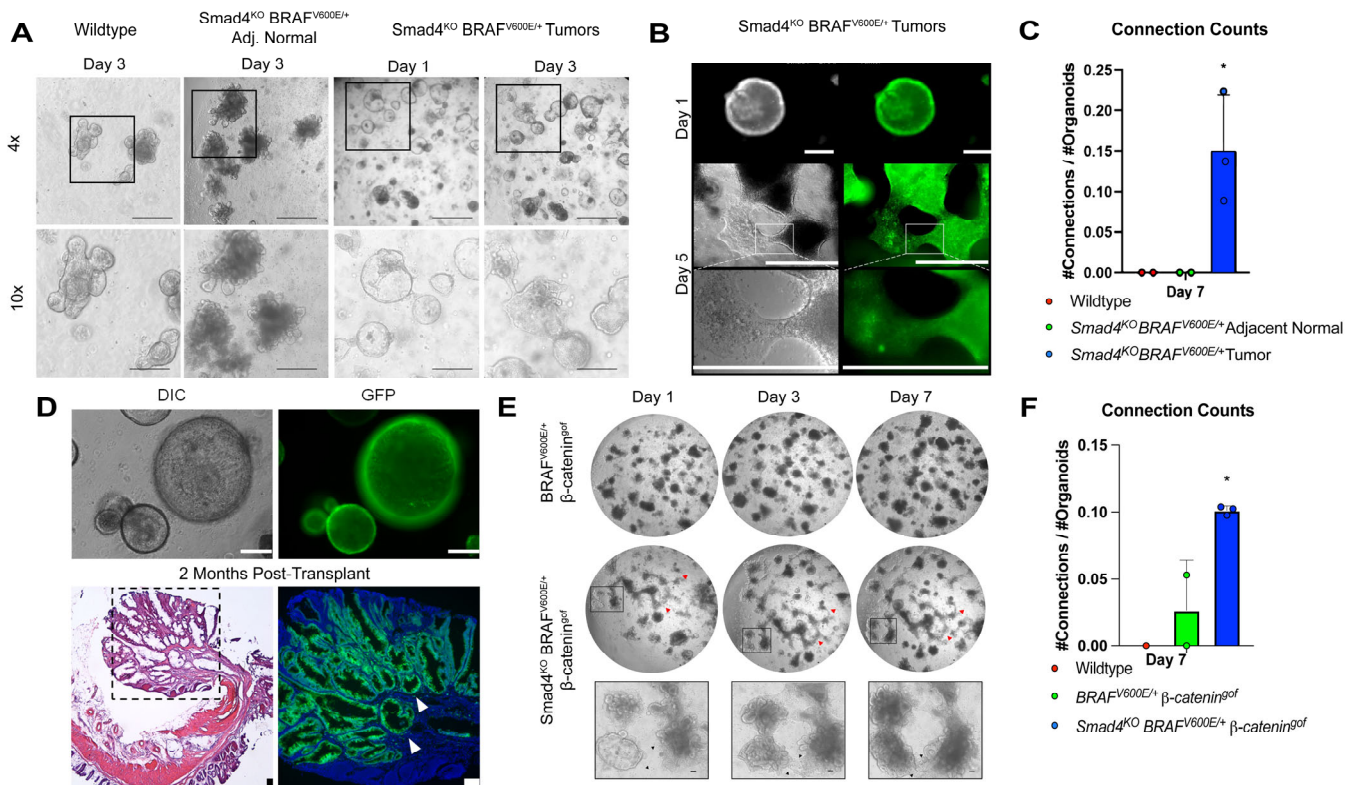 A
Wildtype
Smad4KO BRAFV600E/+
Adj. Normal
Smad4KO BRAFV600E/+ Tumors
Day 3
Day 3
Day 1
Day 3
4x
10x
B
Smad4KO BRAFV600E/+ Tumors
Day 1
Day 5
C
Connection Counts
#Connections / #Organoids
0.25
0.20
0.15
0.10
0.05
0.00
*
Day 7
Wildtype
Smad4KOBRAFV600E/+Adjacent Normal
Smad4KOBRAFV600E/+Tumor
D
DIC
GFP
2 Months Post-Transplant
E
Day 1
Day 3
Day 7
BRAFV600E/+
β-cateningof
Smad4KO BRAFV600E/+
β-cateningof
F
Connection Counts
#Connections / #Organoids
0.15
0.10
0.05
0.00
*
Day 7
Wildtype
BRAFV600E/+ β-cateningof
Smad4KO BRAFV600E/+ β-cateningof